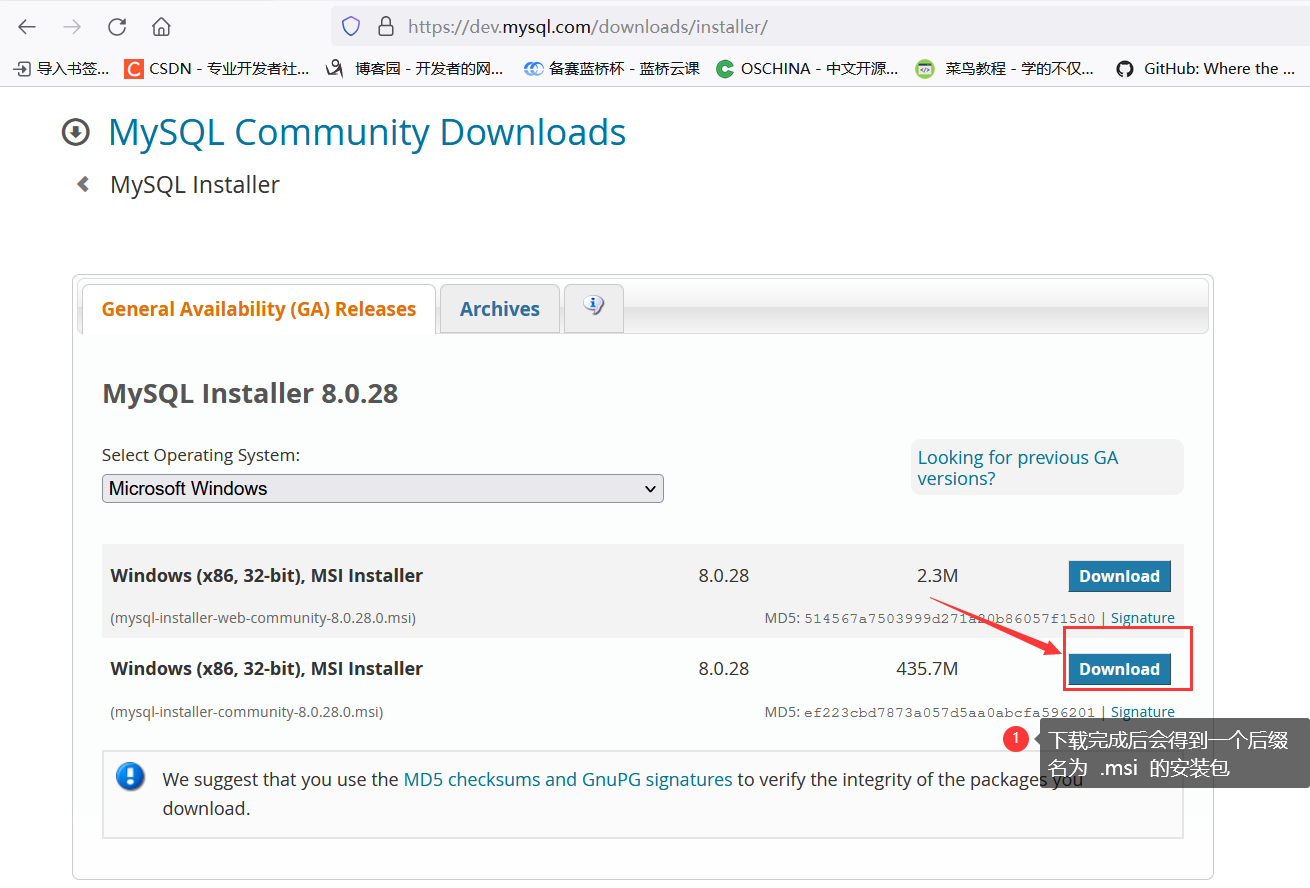 https://dev.mysql.com/downloads/installer/
导入书签... CSDN - 专业开发者社... 博客园 - 开发者的网... 备赛蓝桥杯 - 蓝桥云课 OSCHINA - 中文开源... 菜鸟教程 - 学的不仅... GitHub: Where the ...
MySQL Community Downloads
MySQL Installer
General Availability (GA) Releases Archives
MySQL Installer 8.0.28
Select Operating System:
Microsoft Windows
Looking for previous GA
versions?
Windows (x86, 32-bit), MSI Installer 8.0.28 2.3M Download
(mysql-installer-web-community-8.0.28.0.msi) MD5: 514567a7503999d271a20b86057f15d0 | Signature
Windows (x86, 32-bit), MSI Installer 8.0.28 435.7M Download
(mysql-installer-community-8.0.28.0.msi) MD5: ef223cbd7873a057d5aa0abcfa596201 | Signature
1 下载完成后会得到一个后缀
名为 .msi 的安装包
We suggest that you use the MD5 checksums and GnuPG signatures to verify the integrity of the packages you
download.